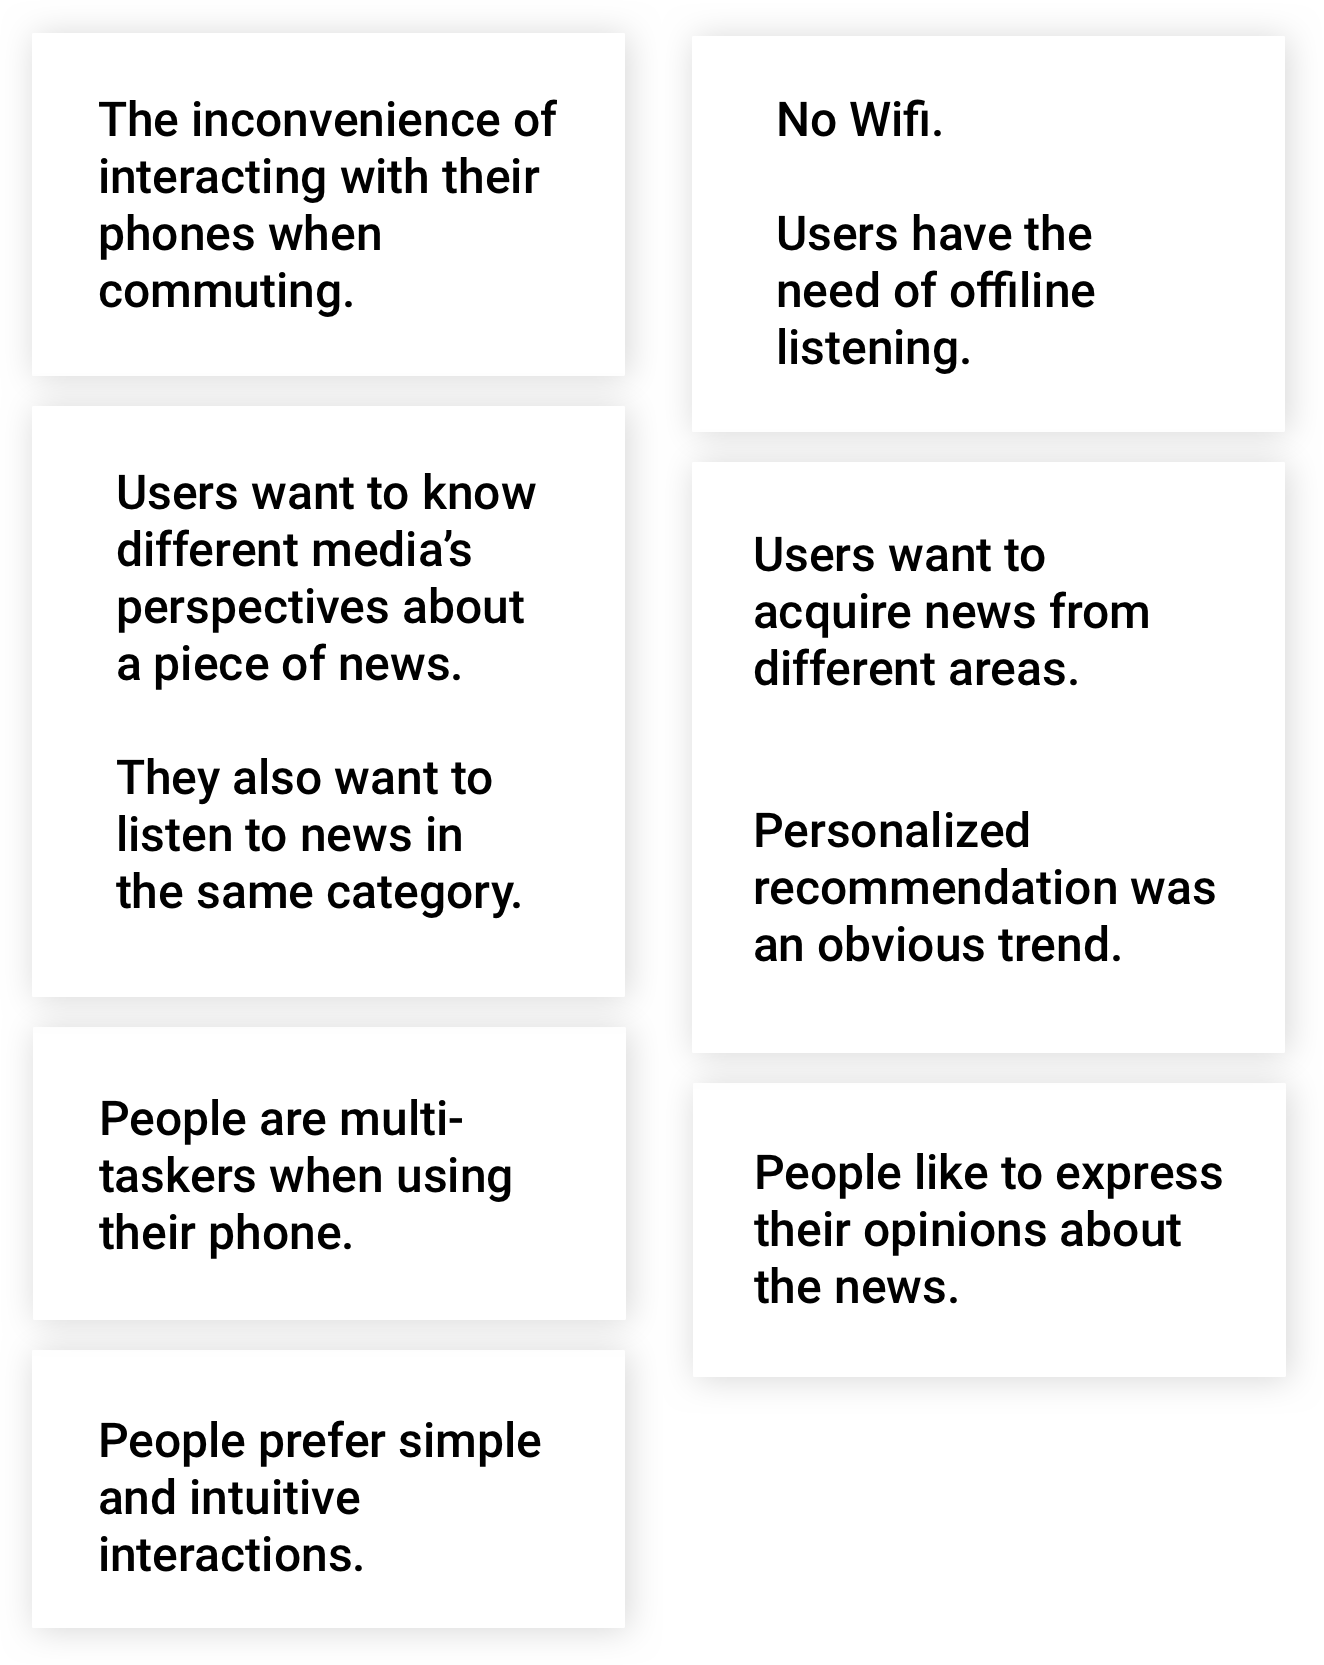 The inconvenience of
interacting with their
phones when
commuting.
Users want to know
different media’s
perspectives about
a piece of news.
They also want to
listen to news in
the same category.
People are multi-
taskers when using
their phone.
People prefer simple
and intuitive
interactions.
No Wifi.
Users have the
need of offiline
listening.
Users want to
acquire news from
different areas.
Personalized
recommendation was
an obvious trend.
People like to express
their opinions about
the news.